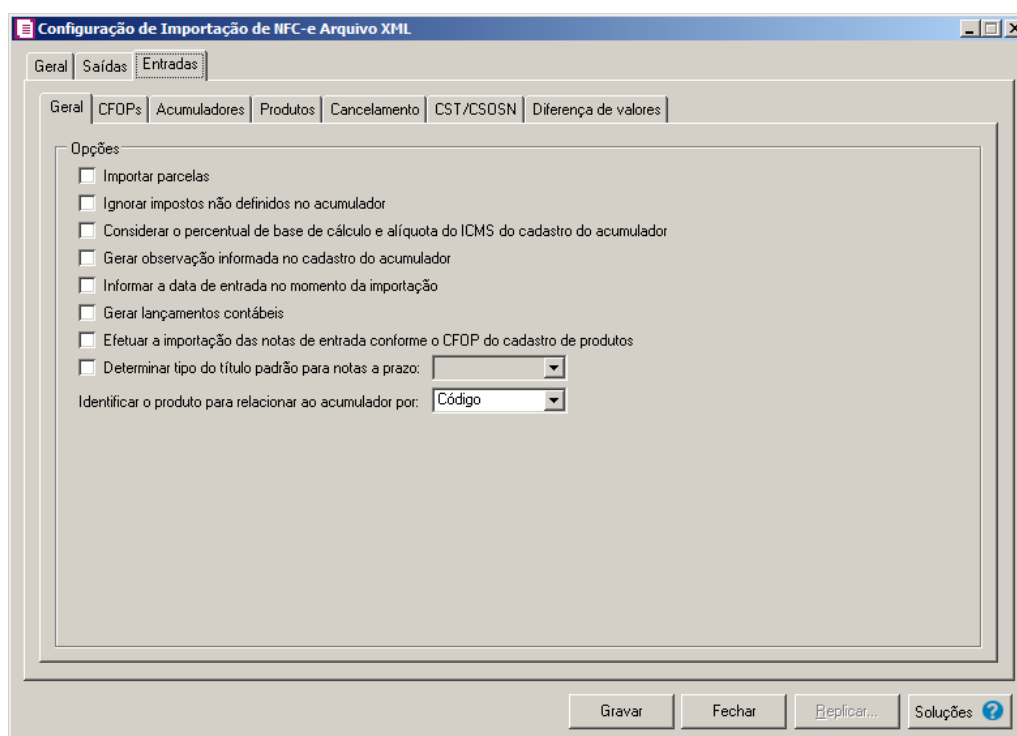 Configuração de Importação de NFC-e Arquivo XML
Geral Saídas Entradas
Geral CFOPs Acumuladores Produtos Cancelamento CST/CSOSN Diferença de valores
Opções
Importar parcelas
Ignorar impostos não definidos no acumulador
Considerar o percentual de base de cálculo e alíquota do ICMS do cadastro do acumulador
Gerar observação informada no cadastro do acumulador
Informar a data de entrada no momento da importação
Gerar lançamentos contábeis
Efetuar a importação das notas de entrada conforme o CFOP do cadastro de produtos
Determinar tipo do título padrão para notas a prazo:
Identificar o produto para relacionar ao acumulador por: Código
Gravar Fechar Replicar... Soluções ?